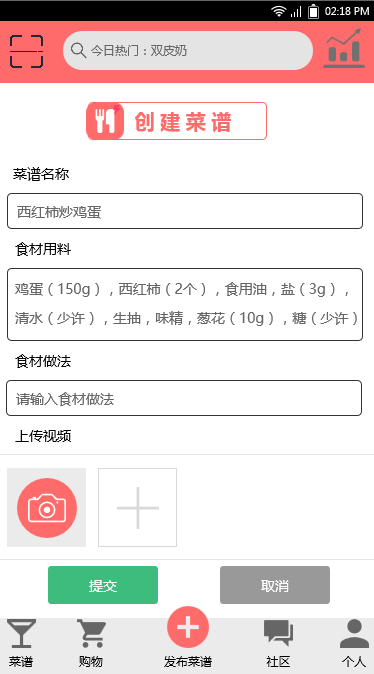 02:18 PM
今日热门：双皮奶
创建菜谱
菜谱名称
西红柿炒鸡蛋
食材用料
鸡蛋（150g），西红柿（2个），食用油，盐（3g），
清水（少许），生抽，味精，葱花（10g），糖（少许）
食材做法
请输入食材做法
上传视频
提交
取消
菜谱
购物
发布菜谱
社区
个人